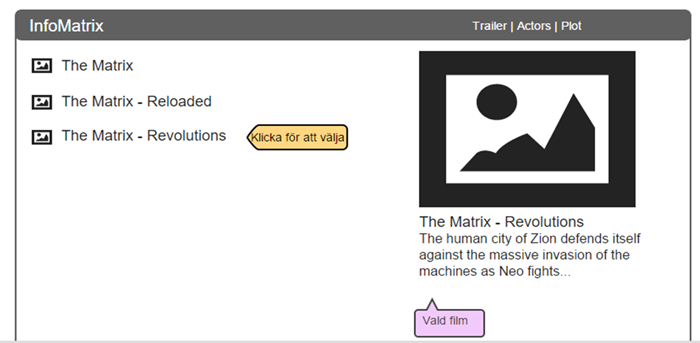 InfoMatrix
Trailer | Actors | Plot
The Matrix
The Matrix - Reloaded
The Matrix - Revolutions
Klicka för att välja
The Matrix - Revolutions
The human city of Zion defends itself
against the massive invasion of the
machines as Neo fights...
Vald film